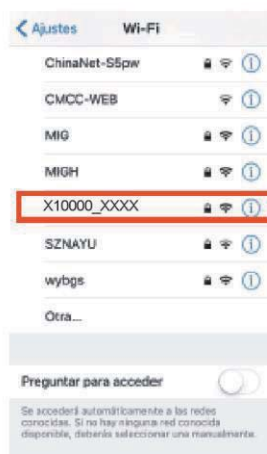 Ajustes Wi-Fi
ChinaNet-S5pw
CMCC-WEB
MIG
MIGH
X10000_XXXX
SZNAYU
wybgs
Otra...
Preguntar para acceder
Se accederá automáticamente a las redes
conocidas. Si no hay ninguna red conocida
disponible, deberás seleccionar una manualmente.